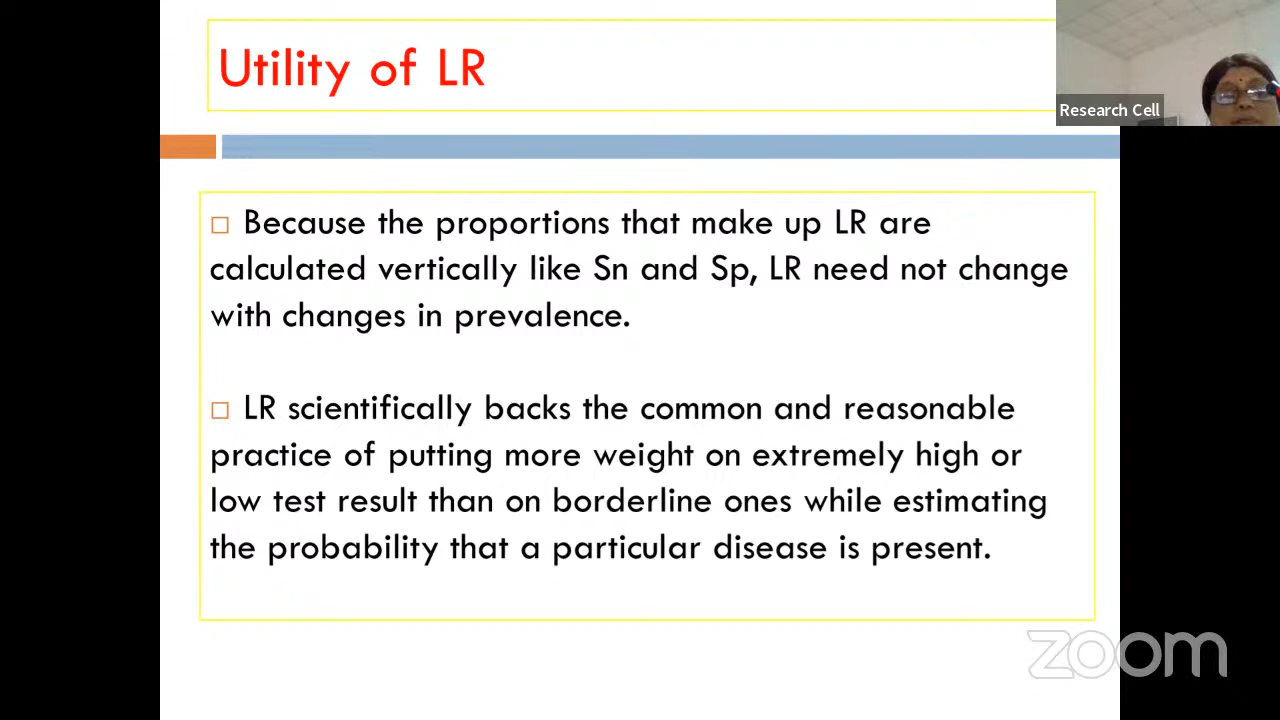 Utility of LR
Research Cell
Because the proportions that make up LR are
calculated vertically like Sn and Sp, LR need not change
with changes in prevalence.
LR scientifically backs the common and reasonable
practice of putting more weight on extremely high or
low test result than on borderline ones while estimating
the probability that a particular disease is present.
zoom